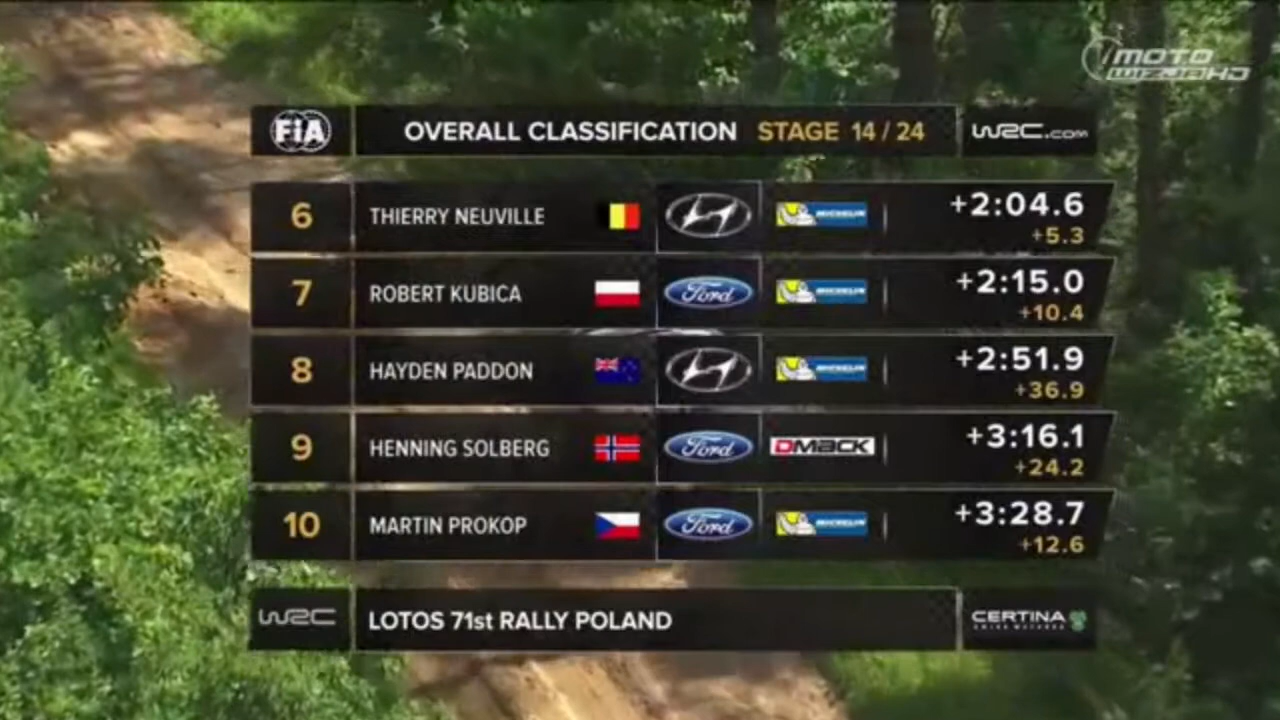 MOTO
WIZJA HD
FiA OVERALL CLASSIFICATION STAGE 14 / 24 WRC.com
6 THIERRY NEUVILLE MICHELIN +2:04.6
+5.3
7 ROBERT KUBICA Ford MICHELIN +2:15.0
+10.4
8 HAYDEN PADDON MICHELIN +2:51.9
+36.9
9 HENNING SOLBERG Ford DMACK +3:16.1
+24.2
10 MARTIN PROKOP Ford MICHELIN +3:28.7
+12.6
WRC LOTOS 71st RALLY POLAND CERTINA